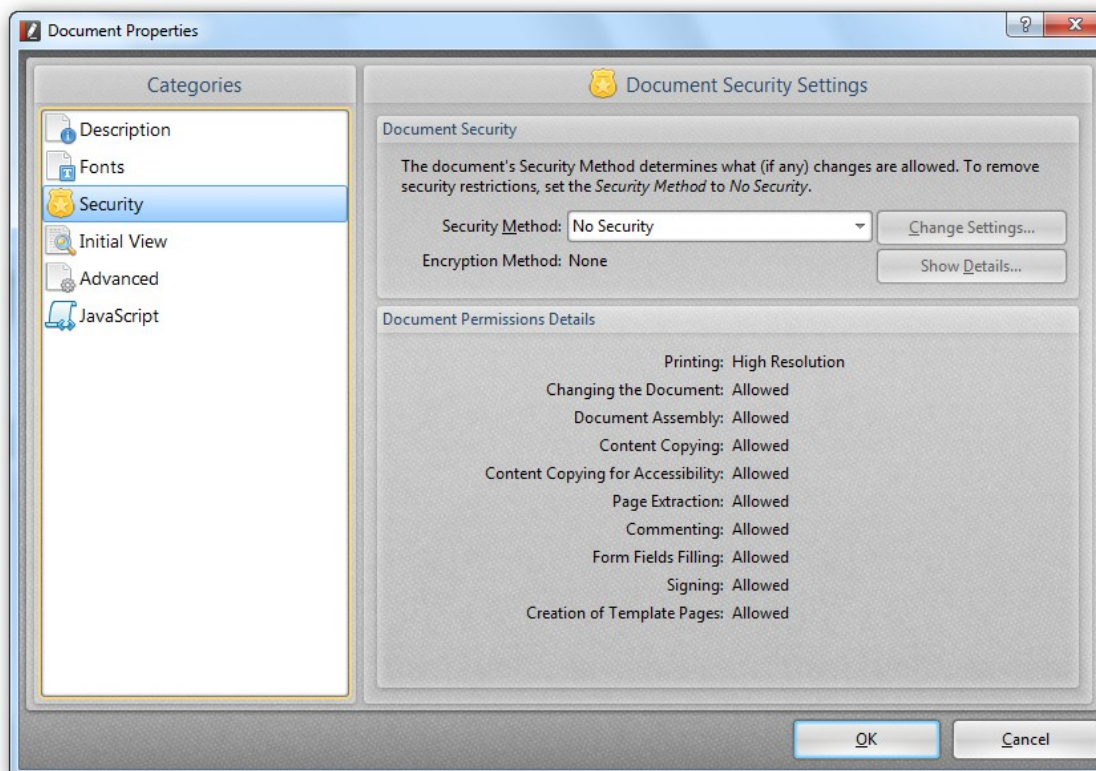 Document Properties
Categories
Description
Fonts
Security
Initial View
Advanced
JavaScript
Document Security Settings
Document Security
The document's Security Method determines what (if any) changes are allowed. To remove
security restrictions, set the Security Method to No Security.
Security Method: No Security
Change Settings...
Encryption Method: None
Show Details...
Document Permissions Details
Printing: High Resolution
Changing the Document: Allowed
Document Assembly: Allowed
Content Copying: Allowed
Content Copying for Accessibility: Allowed
Page Extraction: Allowed
Commenting: Allowed
Form Fields Filling: Allowed
Signing: Allowed
Creation of Template Pages: Allowed
OK
Cancel